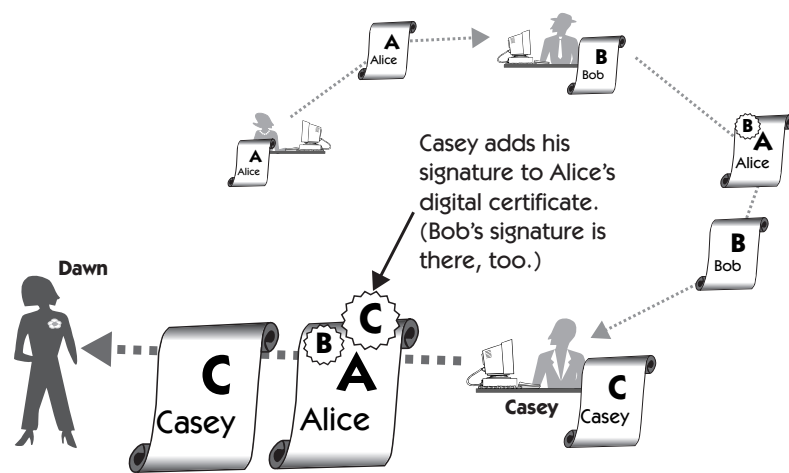 A
Alice
B
Bob
A
Alice
B
A
Alice
Casey adds his
signature to Alice's
digital certificate.
(Bob's signature is
there, too.)
B
Bob
Dawn
C
Casey
C
B
A
Alice
Casey
C
Casey